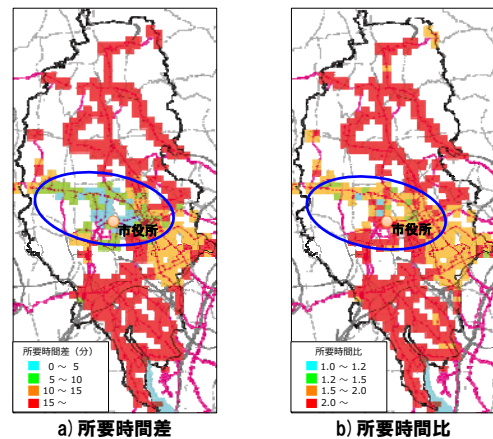 市役所
所要時間差（分）
0 ～ 5
5 ～ 10
10 ～ 15
15 ～
a) 所要時間差
市役所
所要時間比
1.0 ～ 1.2
1.2 ～ 1.5
1.5 ～ 2.0
2.0 ～
b) 所要時間比